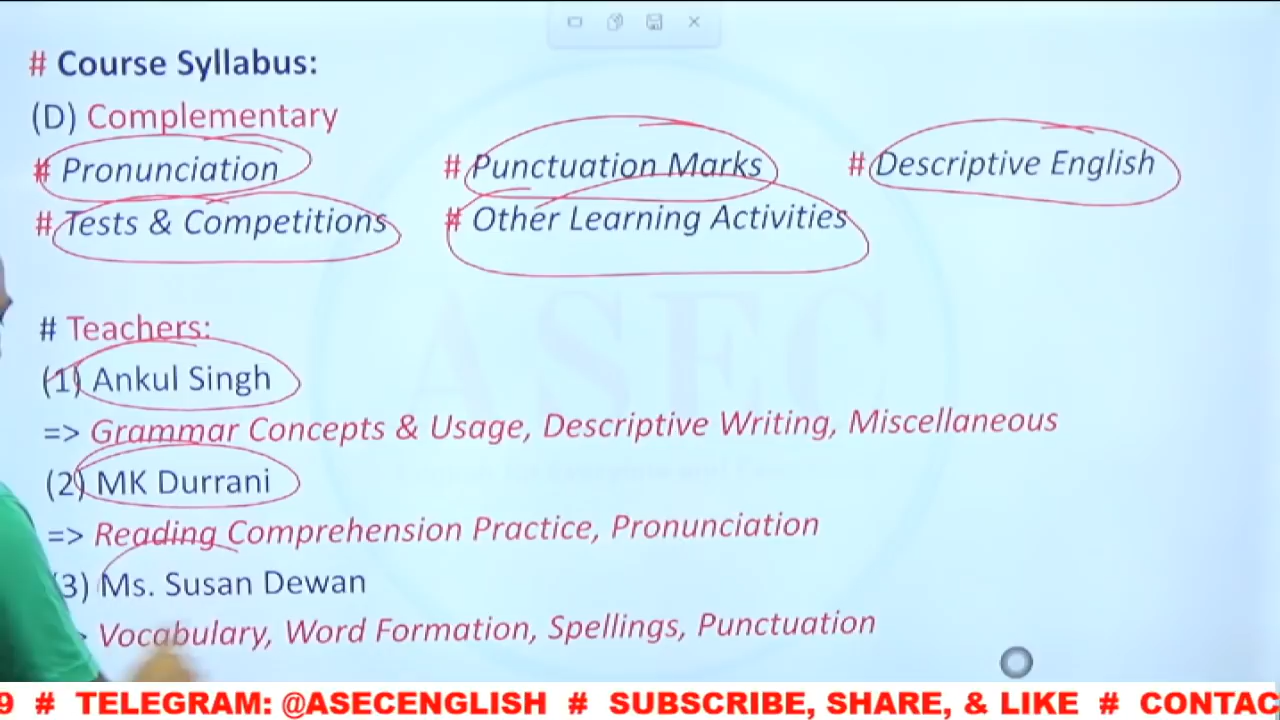 # Course Syllabus:
(D) Complementary
# Pronunciation # Punctuation Marks # Descriptive English
# Tests & Competitions # Other Learning Activities
# Teachers:
(1) Ankul Singh
=> Grammar Concepts & Usage, Descriptive Writing, Miscellaneous
(2) MK Durrani
=> Reading Comprehension Practice, Pronunciation
(3) Ms. Susan Dewan
> Vocabulary, Word Formation, Spellings, Punctuation
ASEC
9 # TELEGRAM: @ASECENGLISH # SUBSCRIBE, SHARE, & LIKE # CONTAC